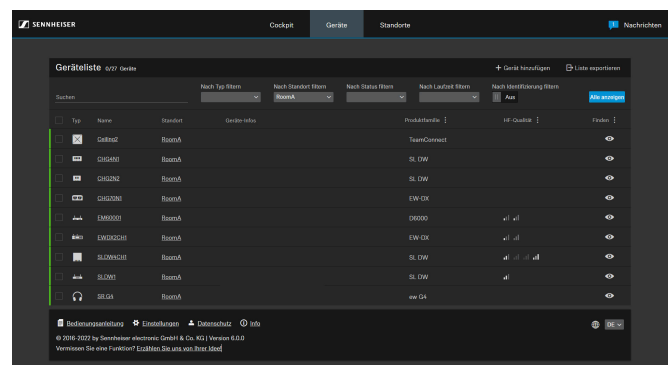 SENNHEISER Cockpit Geräte Standorte Nachrichten
Geräteliste 0/27 Geräte + Gerät hinzufügen Liste exportieren
Nach Typ filtern Nach Standort filtern Nach Status filtern Nach Laufzeit filtern Nach Identifizierung filtern
Suchen RoomA Aus Alle anzeigen
Typ Name Standort Geräte-Infos Produktfamilie HF-Qualität Finden
Ceiling2 RoomA TeamConnect
CHG4N1 RoomA SL DW
CHG2N2 RoomA SL DW
CHG70N1 RoomA EW-DX
EM60001 RoomA D6000
EWDX2CH1 RoomA EW-DX
SLDW4CH1 RoomA SL DW
SLDW1 RoomA SL DW
SR G4 RoomA ew G4
Bedienungsanleitung Einstellungen Datenschutz Info DE
© 2016-2022 by Sennheiser electronic GmbH & Co. KG | Version 6.0.0
Vermissen Sie eine Funktion? Erzählen Sie uns von Ihrer Idee!